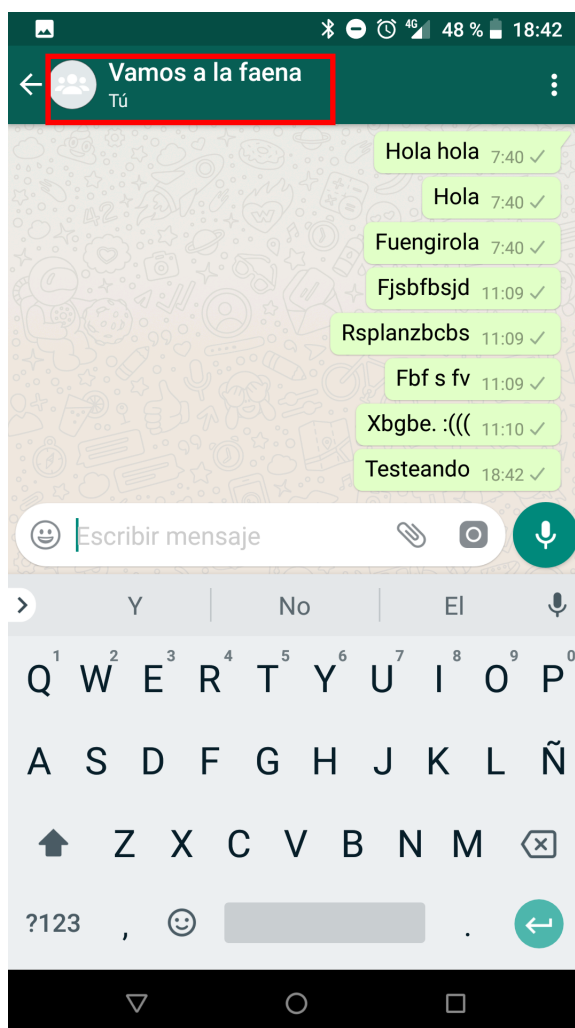 4G 48 % 18:42
Vamos a la faena
Tú
Hola hola 7:40
Hola 7:40
Fuengirola 7:40
Fjsbfbsjd 11:09
Rsplanzbcbs 11:09
Fbf s fv 11:09
Xbgbe. :((( 11:10
Testeando 18:42
Escribir mensaje
Y No El
1 2 3 4 5 6 7 8 9 0
Q W E R T Y U I O P
A S D F G H J K L Ñ
Z X C V B N M
?123 , .